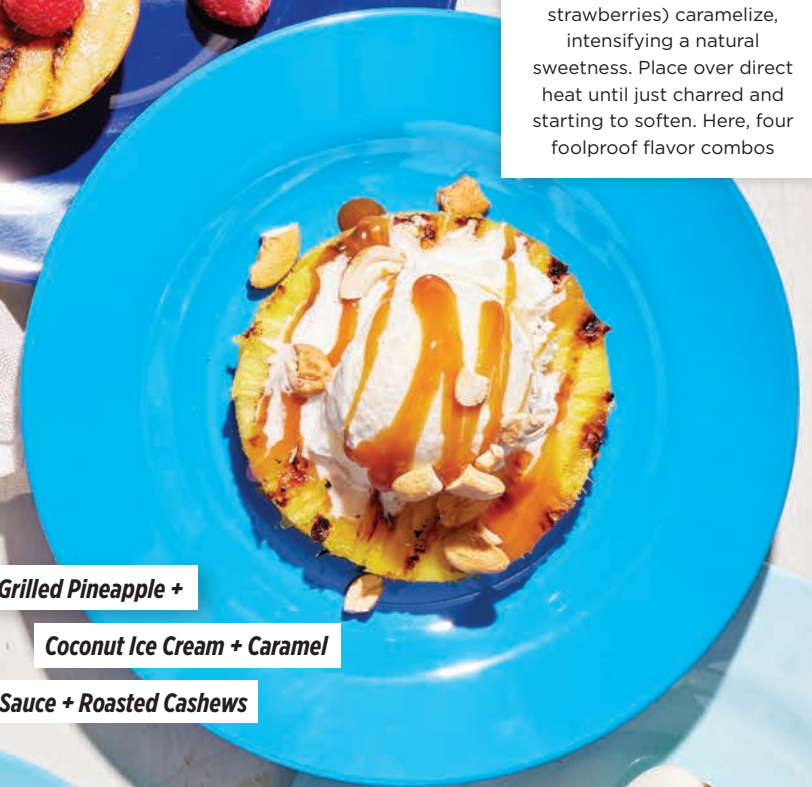 strawberries) caramelize,
intensifying a natural
sweetness. Place over direct
heat until just charred and
starting to soften. Here, four
foolproof flavor combos
Grilled Pineapple +
Coconut Ice Cream + Caramel
Sauce + Roasted Cashews